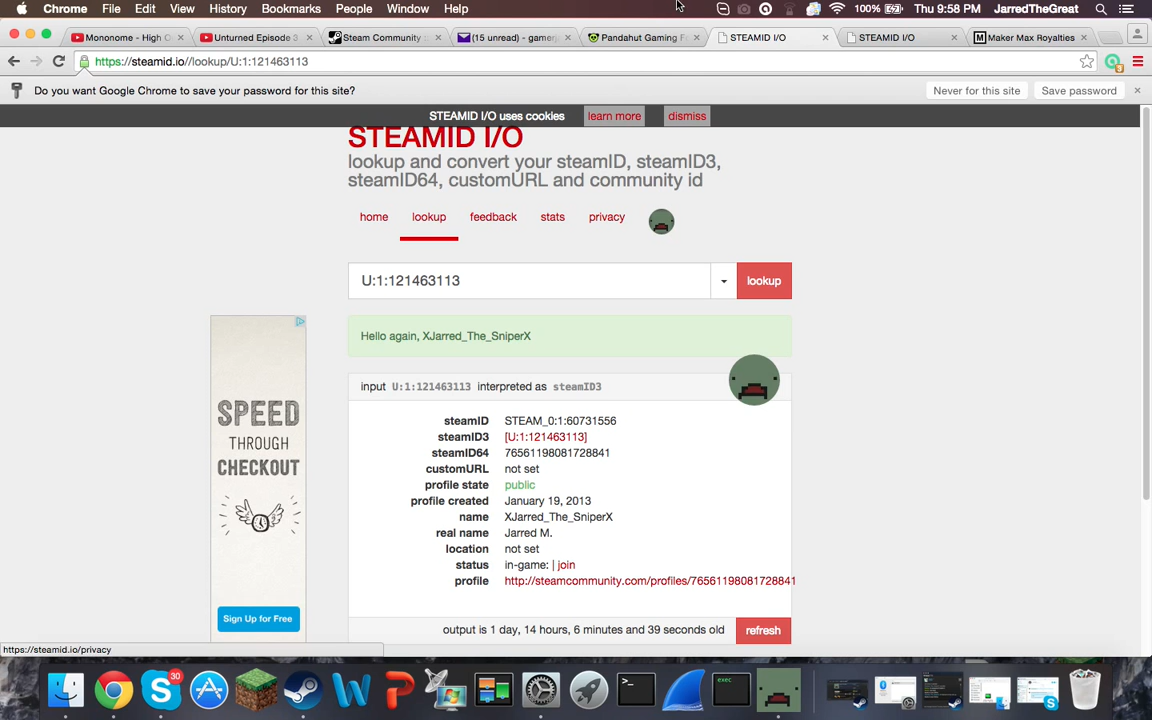 Chrome File Edit View History Bookmarks People Window Help 100% Thu 9:58 PM JarredTheGreat
Mononome - High O Unturned Episode 3 Steam Community :: (15 unread) - gamerj Pandahut Gaming F STEAMID I/O STEAMID I/O Maker Max Royalties
https://steamid.io//lookup/U:1:121463113
Do you want Google Chrome to save your password for this site? Never for this site Save password
STEAMID I/O uses cookies learn more dismiss
STEAMID I/O
lookup and convert your steamID, steamID3,
steamID64, customURL and community id
home lookup feedback stats privacy
U:1:121463113 lookup
Hello again, XJarred_The_SniperX
input U:1:121463113 interpreted as steamID3
steamID STEAM_0:1:60731556
steamID3 [U:1:121463113]
steamID64 76561198081728841
customURL not set
profile state public
profile created January 19, 2013
name XJarred_The_SniperX
real name Jarred M.
location not set
status in-game: | join
profile http://steamcommunity.com/profiles/76561198081728841
output is 1 day, 14 hours, 6 minutes and 39 seconds old refresh
SPEED
THROUGH
CHECKOUT
Sign Up for Free
https://steamid.io/privacy
30
exec